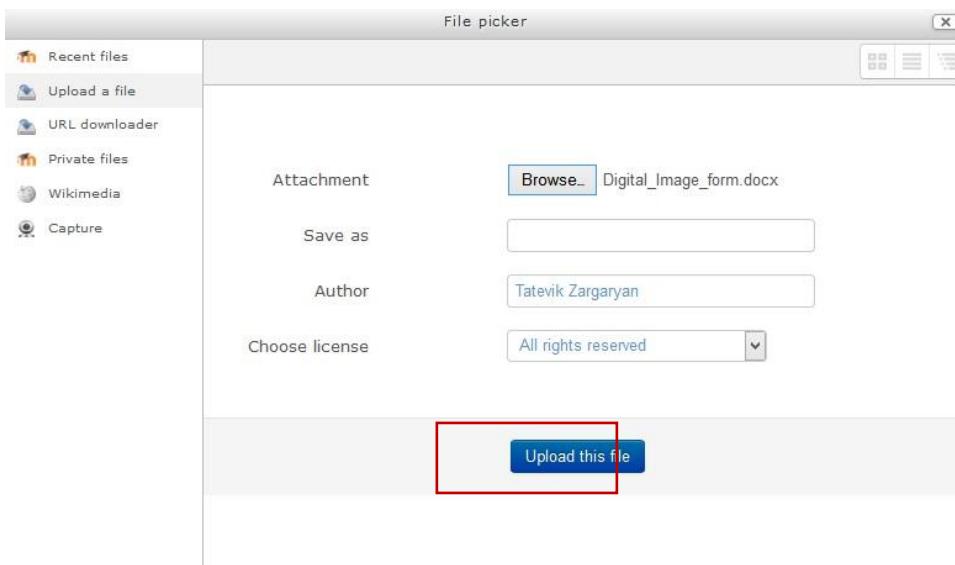 File picker
Recent files
Upload a file
URL downloader
Private files
Wikimedia
Capture
Attachment
Browse… Digital_Image_form.docx
Save as
Author
Tatevik Zargaryan
Choose license
All rights reserved
Upload this file